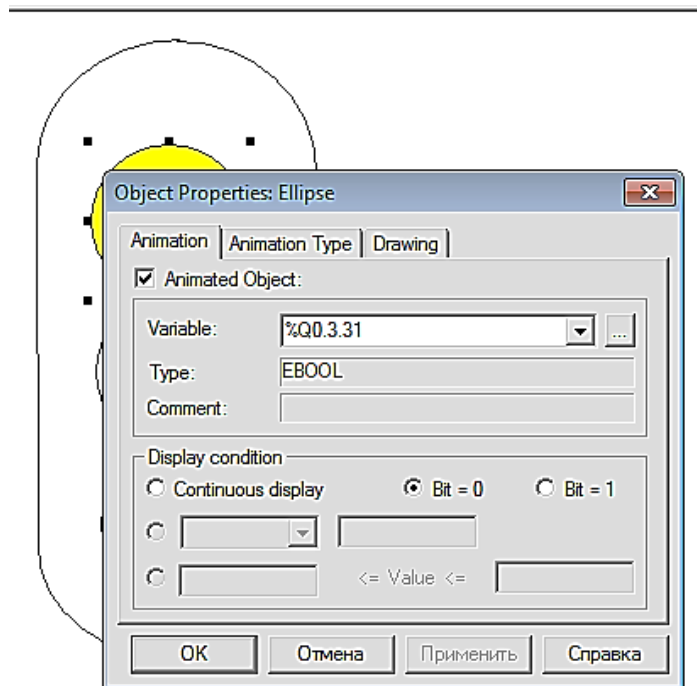 Object Properties: Ellipse
Animation Animation Type Drawing
Animated Object:
Variable: %Q0.3.31 ...
Type: EBOOL
Comment:
Display condition
Continuous display Bit = 0 Bit = 1
<= Value <=
OK Отмена Применить Справка